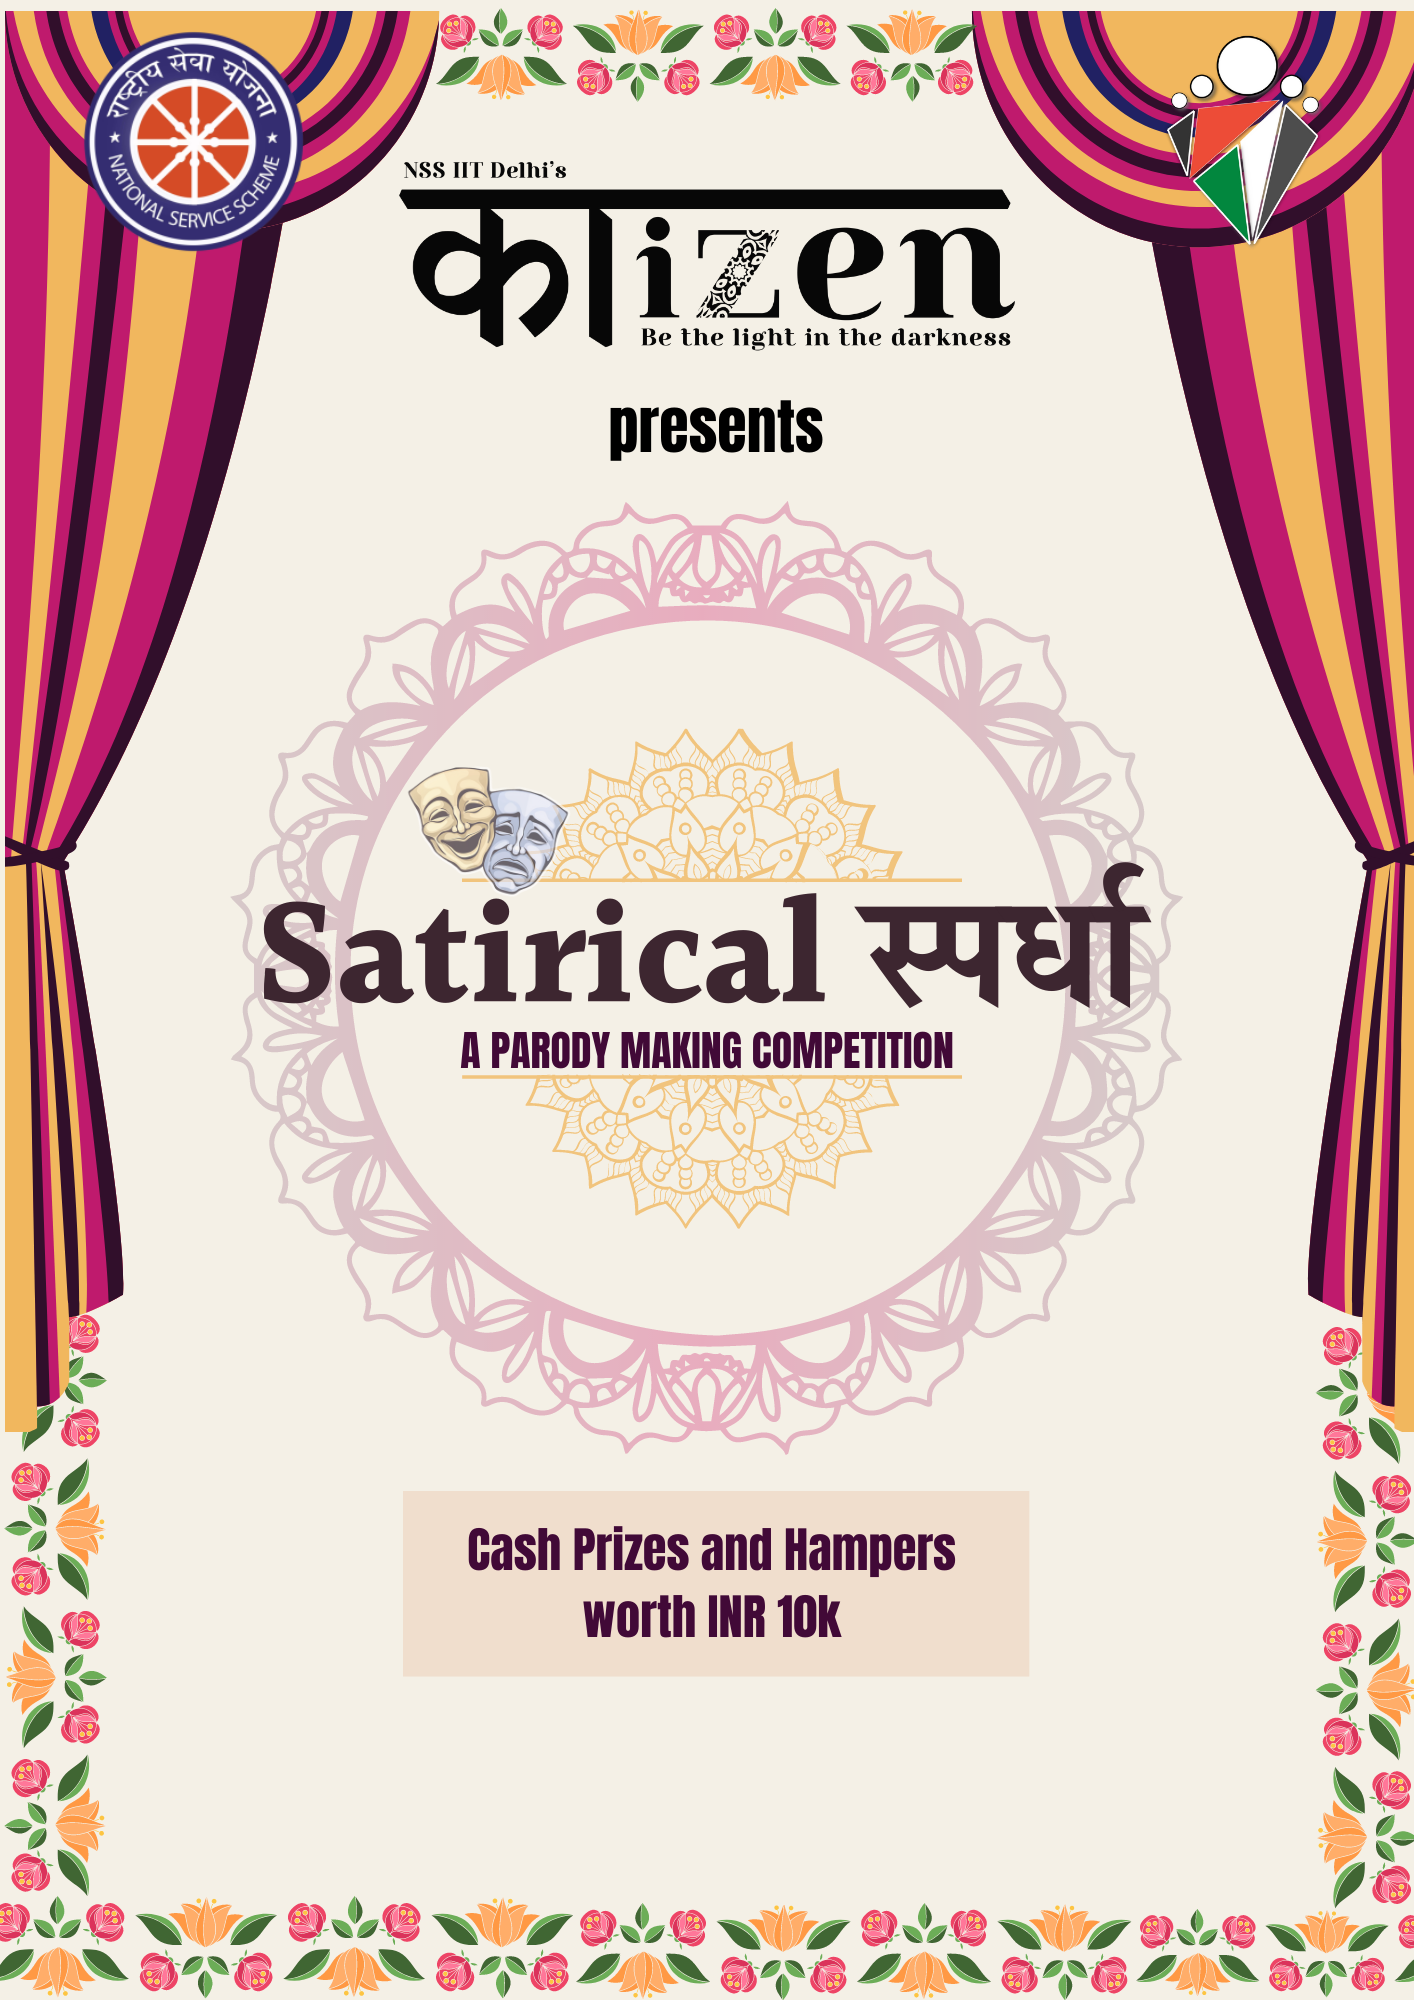 राष्ट्रीय सेवा योजना
NATIONAL SERVICE SCHEME
NSS IIT Delhi's
काizen
Be the light in the darkness
presents
Satirical स्पर्धा
A PARODY MAKING COMPETITION
Cash Prizes and Hampers
worth INR 10k